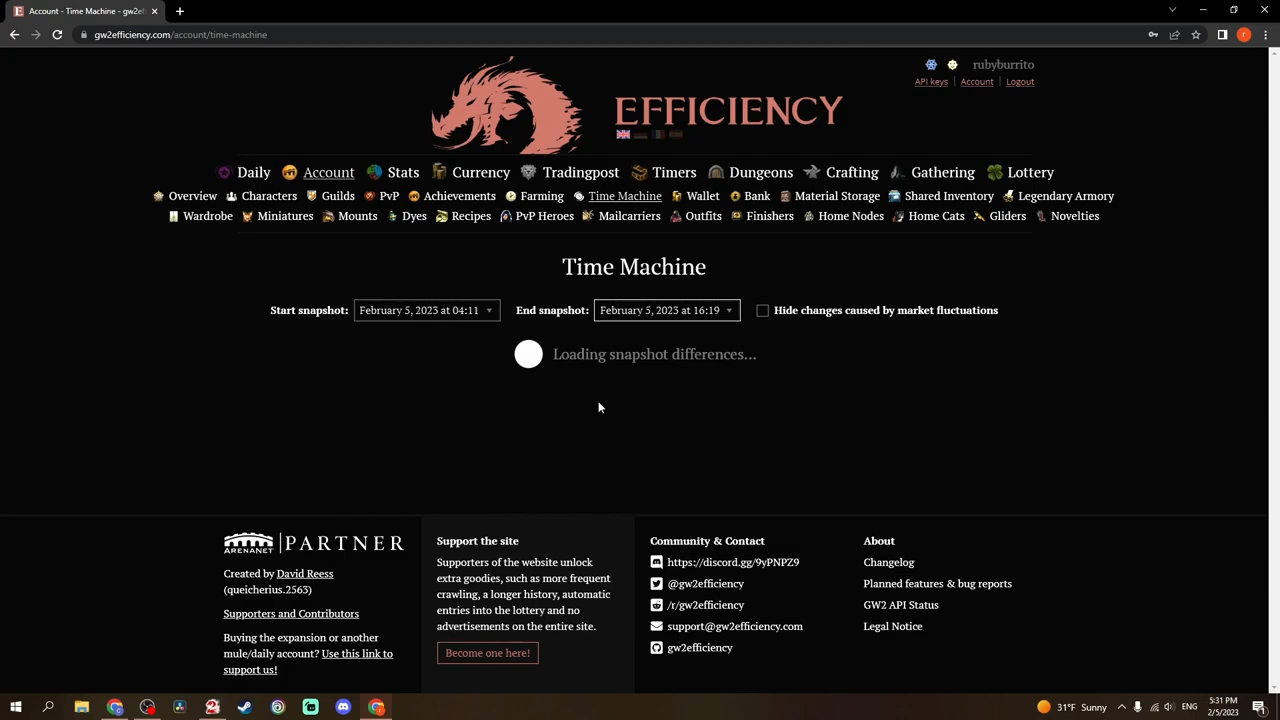 Account - Time Machine - gw2ef
gw2efficiency.com/account/time-machine
r
rubyburrito
API keys | Account | Logout
EFFICIENCY
Daily Account Stats Currency Tradingpost Timers Dungeons Crafting Gathering Lottery
Overview Characters Guilds PvP Achievements Farming Time Machine Wallet Bank Material Storage Shared Inventory Legendary Armory
Wardrobe Miniatures Mounts Dyes Recipes PvP Heroes Mailcarriers Outfits Finishers Home Nodes Home Cats Gliders Novelties
Time Machine
Start snapshot: February 5, 2023 at 04:11 End snapshot: February 5, 2023 at 16:19 Hide changes caused by market fluctuations
Loading snapshot differences...
ARENANET | PARTNER
Created by David Reess
(queicherius.2563)
Supporters and Contributors
Buying the expansion or another
mule/daily account? Use this link to
support us!
Support the site
Supporters of the website unlock
extra goodies, such as more frequent
crawling, a longer history, automatic
entries into the lottery and no
advertisements on the entire site.
Become one here!
Community & Contact
https://discord.gg/9yPNPZ9
@gw2efficiency
/r/gw2efficiency
support@gw2efficiency.com
gw2efficiency
About
Changelog
Planned features & bug reports
GW2 API Status
Legal Notice
31°F Sunny
ENG
5:31 PM
2/5/2023